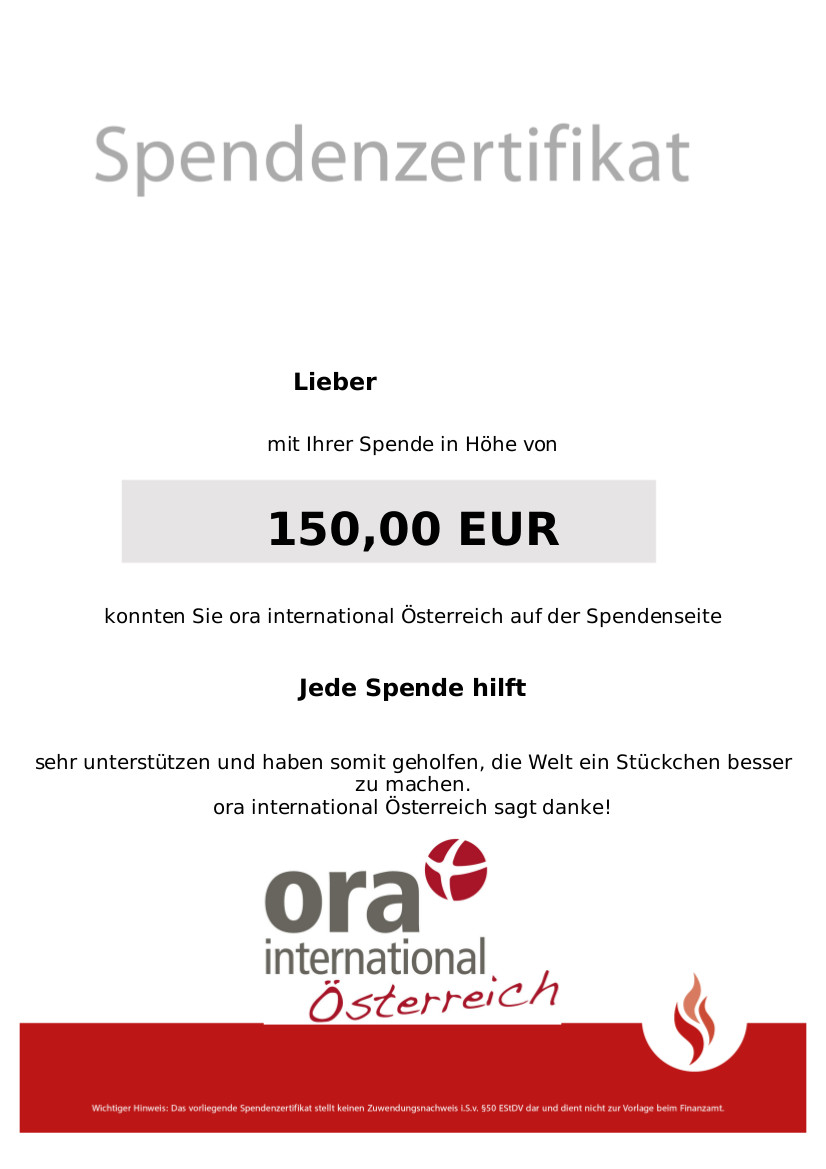 Spendenzertifikat
Lieber
mit Ihrer Spende in Höhe von
150,00 EUR
konnten Sie ora international Österreich auf der Spendenseite
Jede Spende hilft
sehr unterstützen und haben somit geholfen, die Welt ein Stückchen besser
zu machen.
ora international Österreich sagt danke!
ora
international
Österreich
Wichtiger Hinweis: Das vorliegende Spendenzertifikat stellt keinen Zuwendungsnachweis i.S.v. §50 EStDV dar und dient nicht zur Vorlage beim Finanzamt.